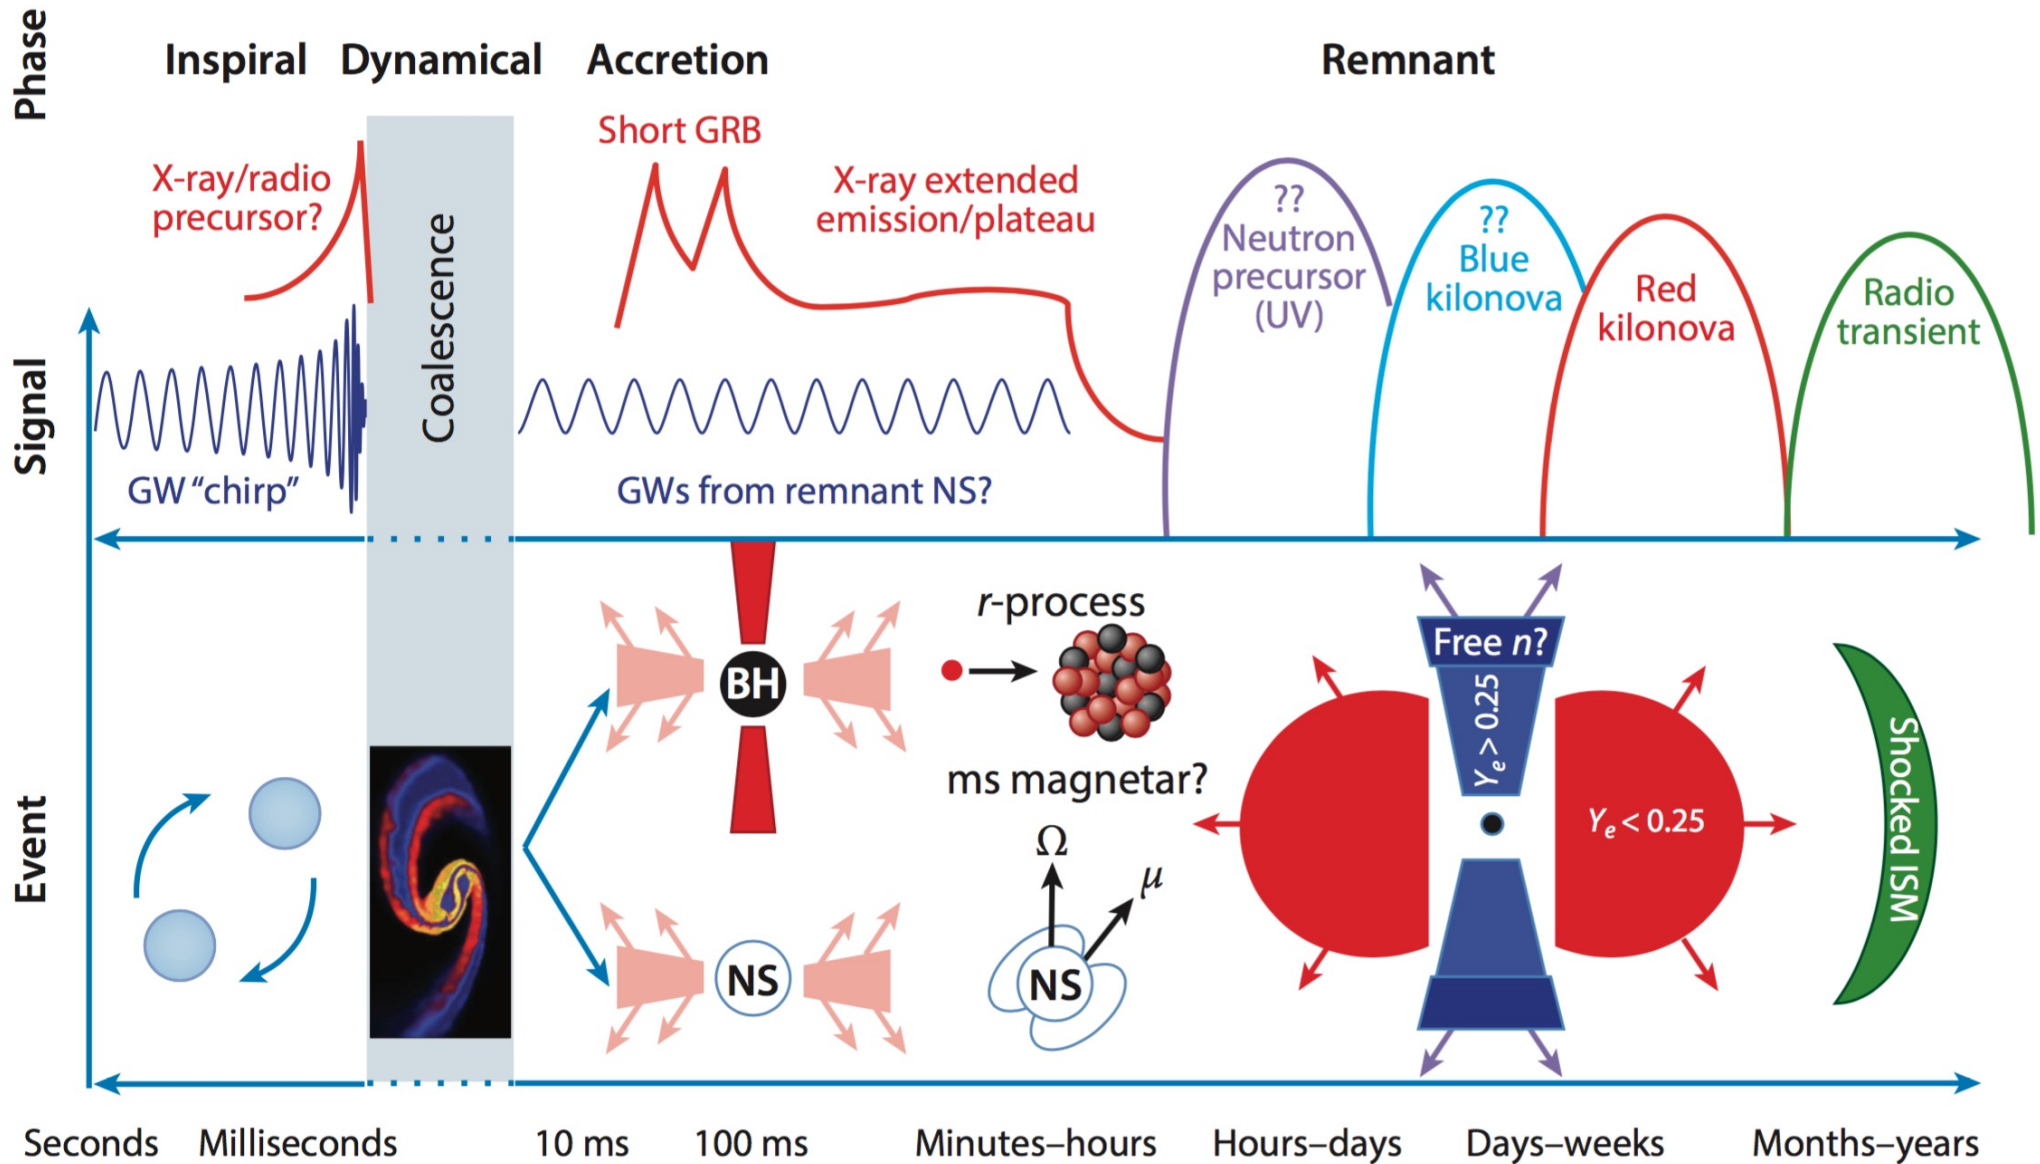 Phase
Inspiral
Dynamical
Accretion
Remnant
Signal
X-ray/radio
precursor?
GW “chirp”
Coalescence
Short GRB
X-ray extended
emission/plateau
GWs from remnant NS?
??
Neutron
precursor
(UV)
??
Blue
kilonova
Red
kilonova
Radio
transient
Event
BH
NS
r-process
ms magnetar?
Ω
μ
NS
Free n?
Yₑ > 0.25
Yₑ < 0.25
Shocked ISM
Seconds
Milliseconds
10 ms
100 ms
Minutes–hours
Hours–days
Days–weeks
Months–years